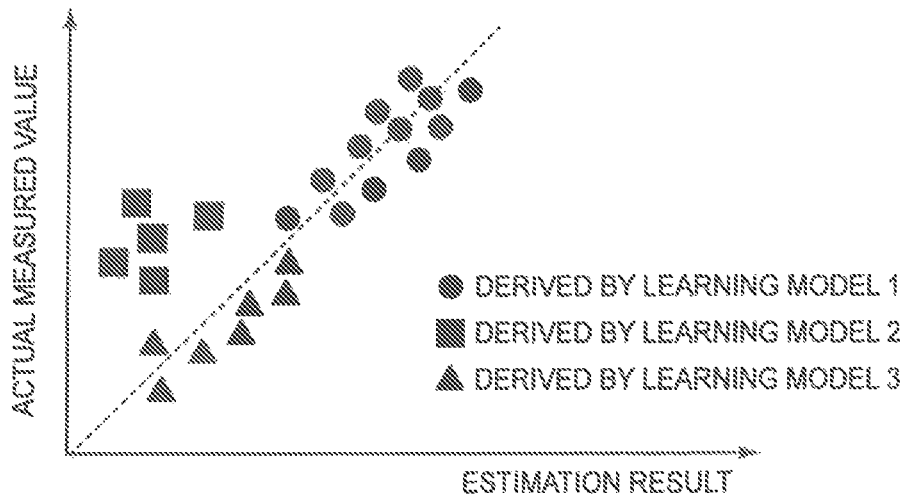 ACTUAL MEASURED VALUE
DERIVED BY LEARNING MODEL 1
DERIVED BY LEARNING MODEL 2
DERIVED BY LEARNING MODEL 3
ESTIMATION RESULT